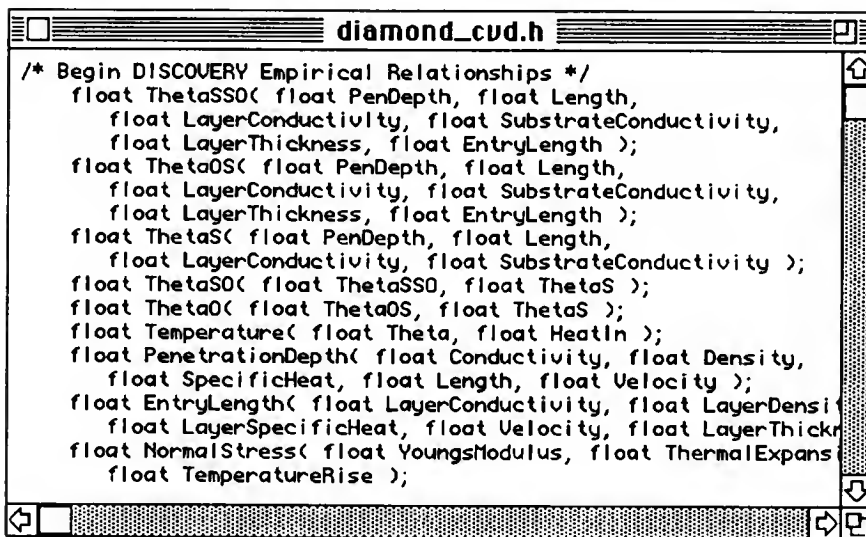 diamond_cvd.h
/* Begin DISCOVERY Empirical Relationships */
float ThetaSSO( float PenDepth, float Length,
float LayerConductivity, float SubstrateConductivity,
float LayerThickness, float EntryLength );
float ThetaOS( float PenDepth, float Length,
float LayerConductivity, float SubstrateConductivity,
float LayerThickness, float EntryLength );
float ThetaS( float PenDepth, float Length,
float LayerConductivity, float SubstrateConductivity );
float ThetaSO( float ThetaSSO, float ThetaS );
float ThetaO( float ThetaOS, float ThetaS );
float Temperature( float Theta, float HeatIn );
float PenetrationDepth( float Conductivity, float Density,
float SpecificHeat, float Length, float Velocity );
float EntryLength( float LayerConductivity, float LayerDensi
float LayerSpecificHeat, float Velocity, float LayerThick
float NormalStress( float YoungsModulus, float ThermalExpansi
float TemperatureRise );